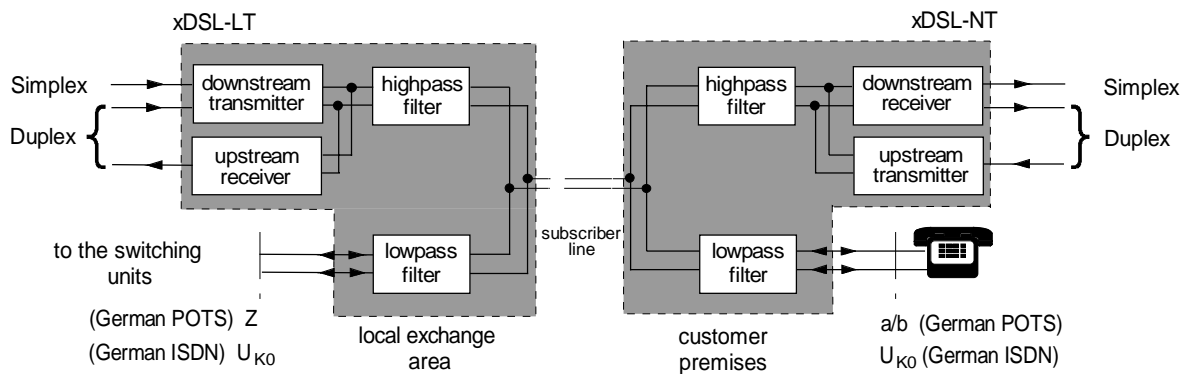 xDSL-LT
xDSL-NT
Simplex
downstream
transmitter
highpass
filter
highpass
filter
downstream
receiver
Simplex
Duplex
upstream
receiver
upstream
transmitter
Duplex
subscriber
line
to the switching
units
lowpass
filter
lowpass
filter
(German POTS) Z
(German ISDN) U_K0
local exchange
area
customer
premises
a/b (German POTS)
U_K0 (German ISDN)